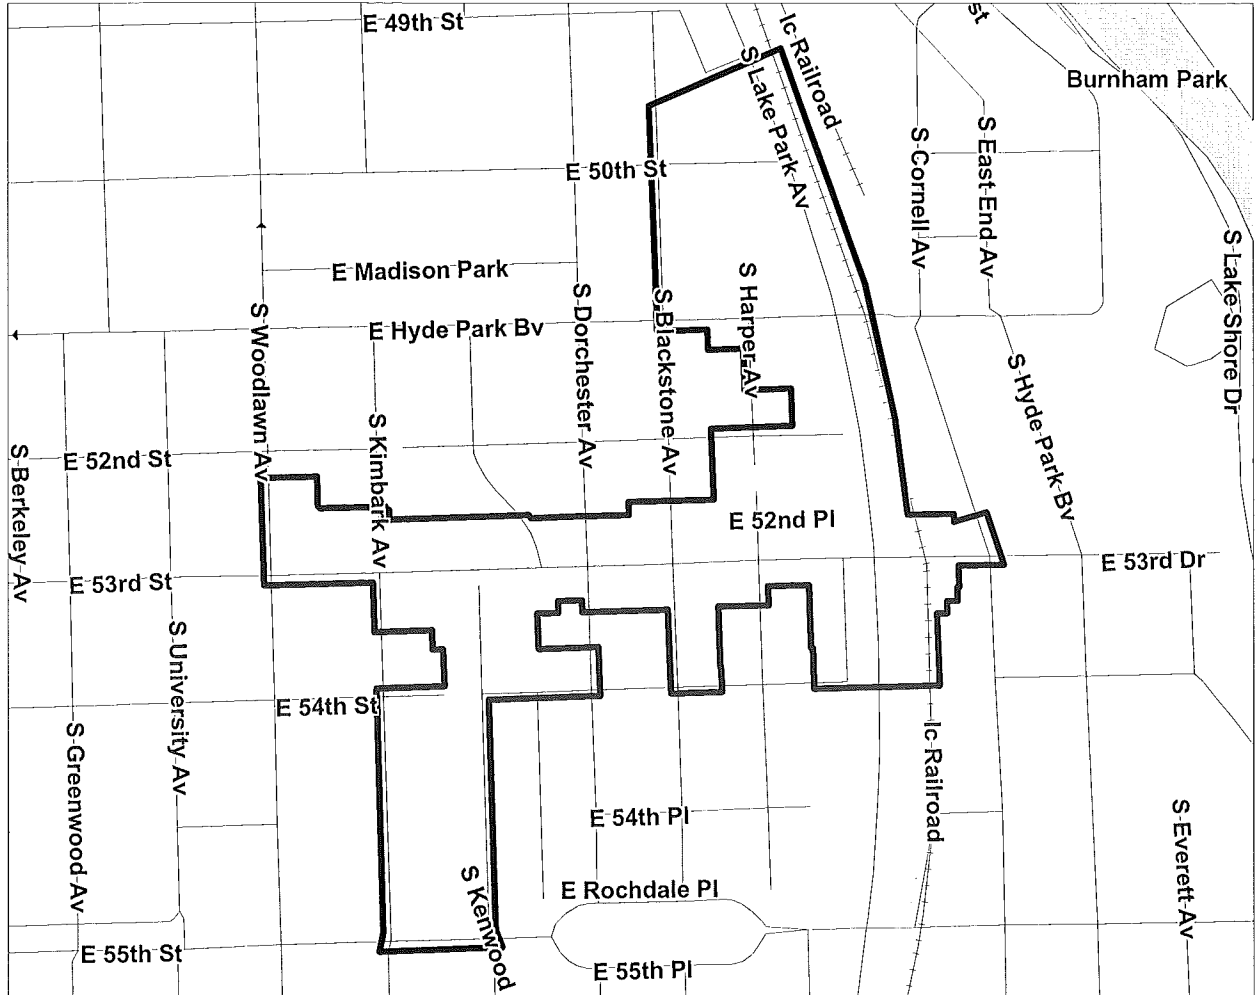 E 49th St
st
Ic-Railroad
Burnham Park
S Lake-Park-Av
S-Cornell-Av
S-East-End-Av
E 50th St
S-Lake-Shore Dr
E Madison Park
S Harper-Av
S-Woodlawn Av
E Hyde Park Bv
S-Dorchester Av
S-Blackstone-Av
S-Hyde-Park-Bv
S-Kimbark Av
S-Berkeley-Av
E 52nd St
E 52nd Pl
E 53rd Dr
E 53rd St
S-University-Av
E 54th St
S-Greenwood-Av
Ic-Railroad
E 54th Pl
S-Everett-Av
S Kenwood
E Rochdale Pl
E 55th St
E 55th Pl